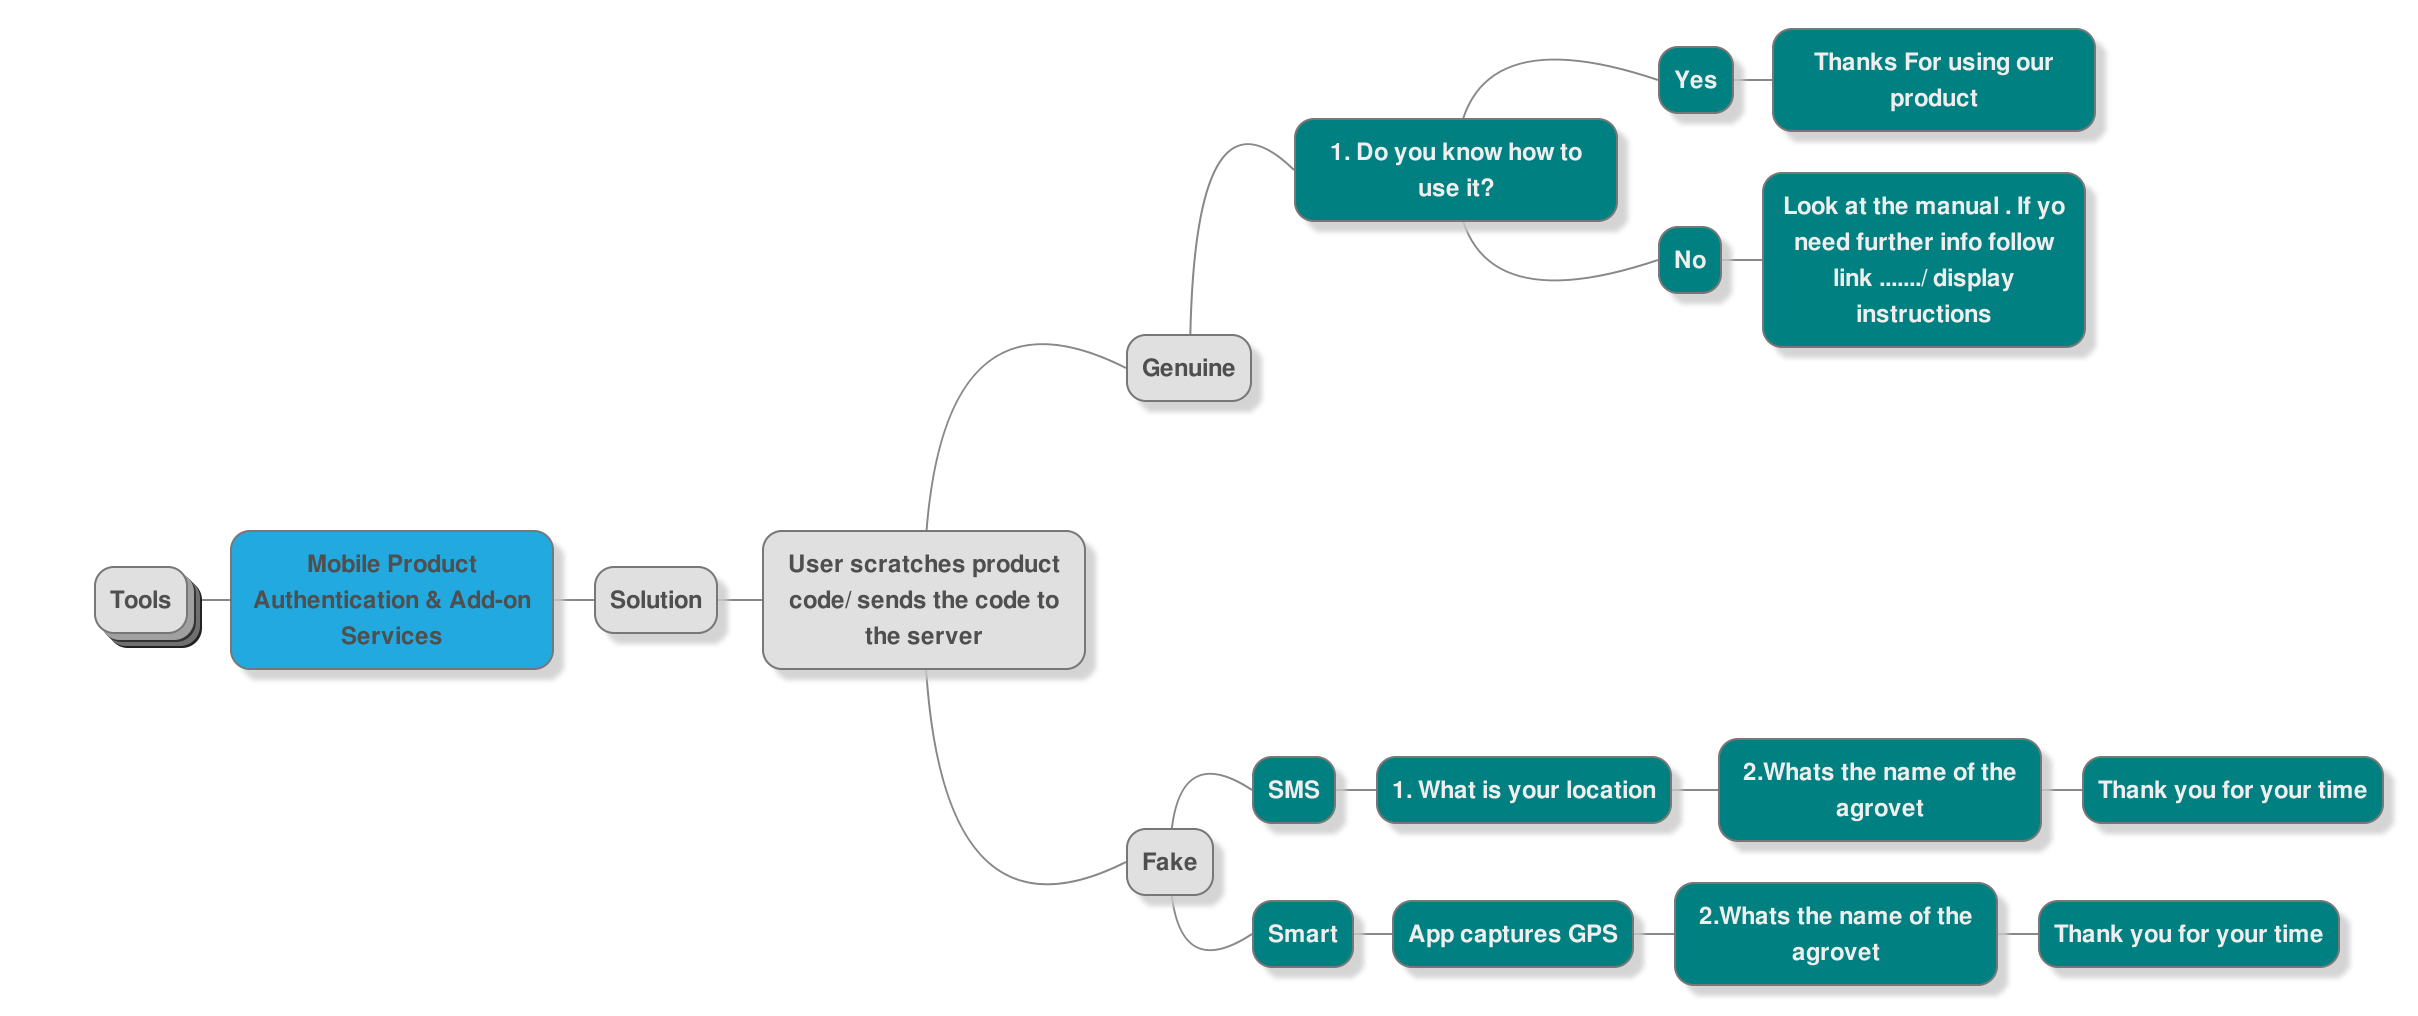 Tools
Mobile Product
Authentication & Add-on
Services
Solution
User scratches product
code/ sends the code to
the server
Genuine
1. Do you know how to
use it?
Yes
Thanks For using our
product
No
Look at the manual . If yo
need further info follow
link ......./ display
instructions
Fake
SMS
1. What is your location
2.Whats the name of the
agrovet
Thank you for your time
Smart
App captures GPS
2.Whats the name of the
agrovet
Thank you for your time